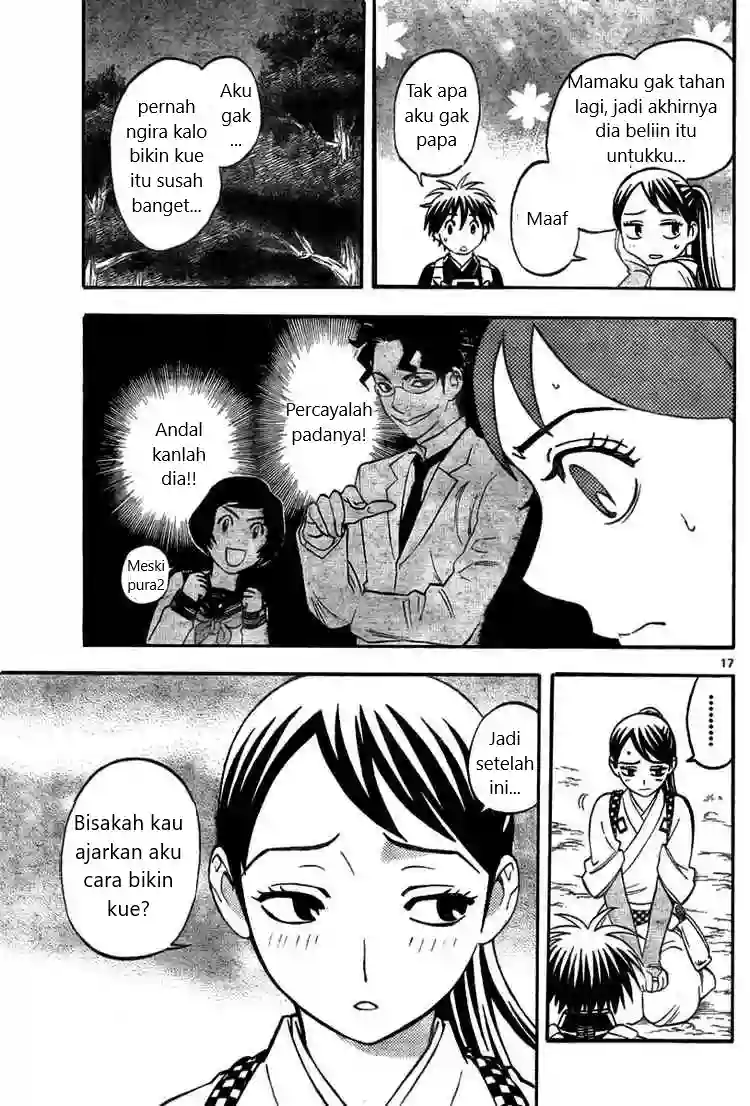 Mamaku gak tahan
lagi, jadi akhirnya
dia beliin itu
untukku...
Maaf
Tak apa
aku gak
papa
Aku
gak
...
pernah
ngira kalo
bikin kue
itu susah
banget...
Percayalah
padanya!
Andal
kanlah
dia!!
Meski
pura2
17
.........
Jadi
setelah
ini...
Bisakah kau
ajarkan aku
cara bikin
kue?